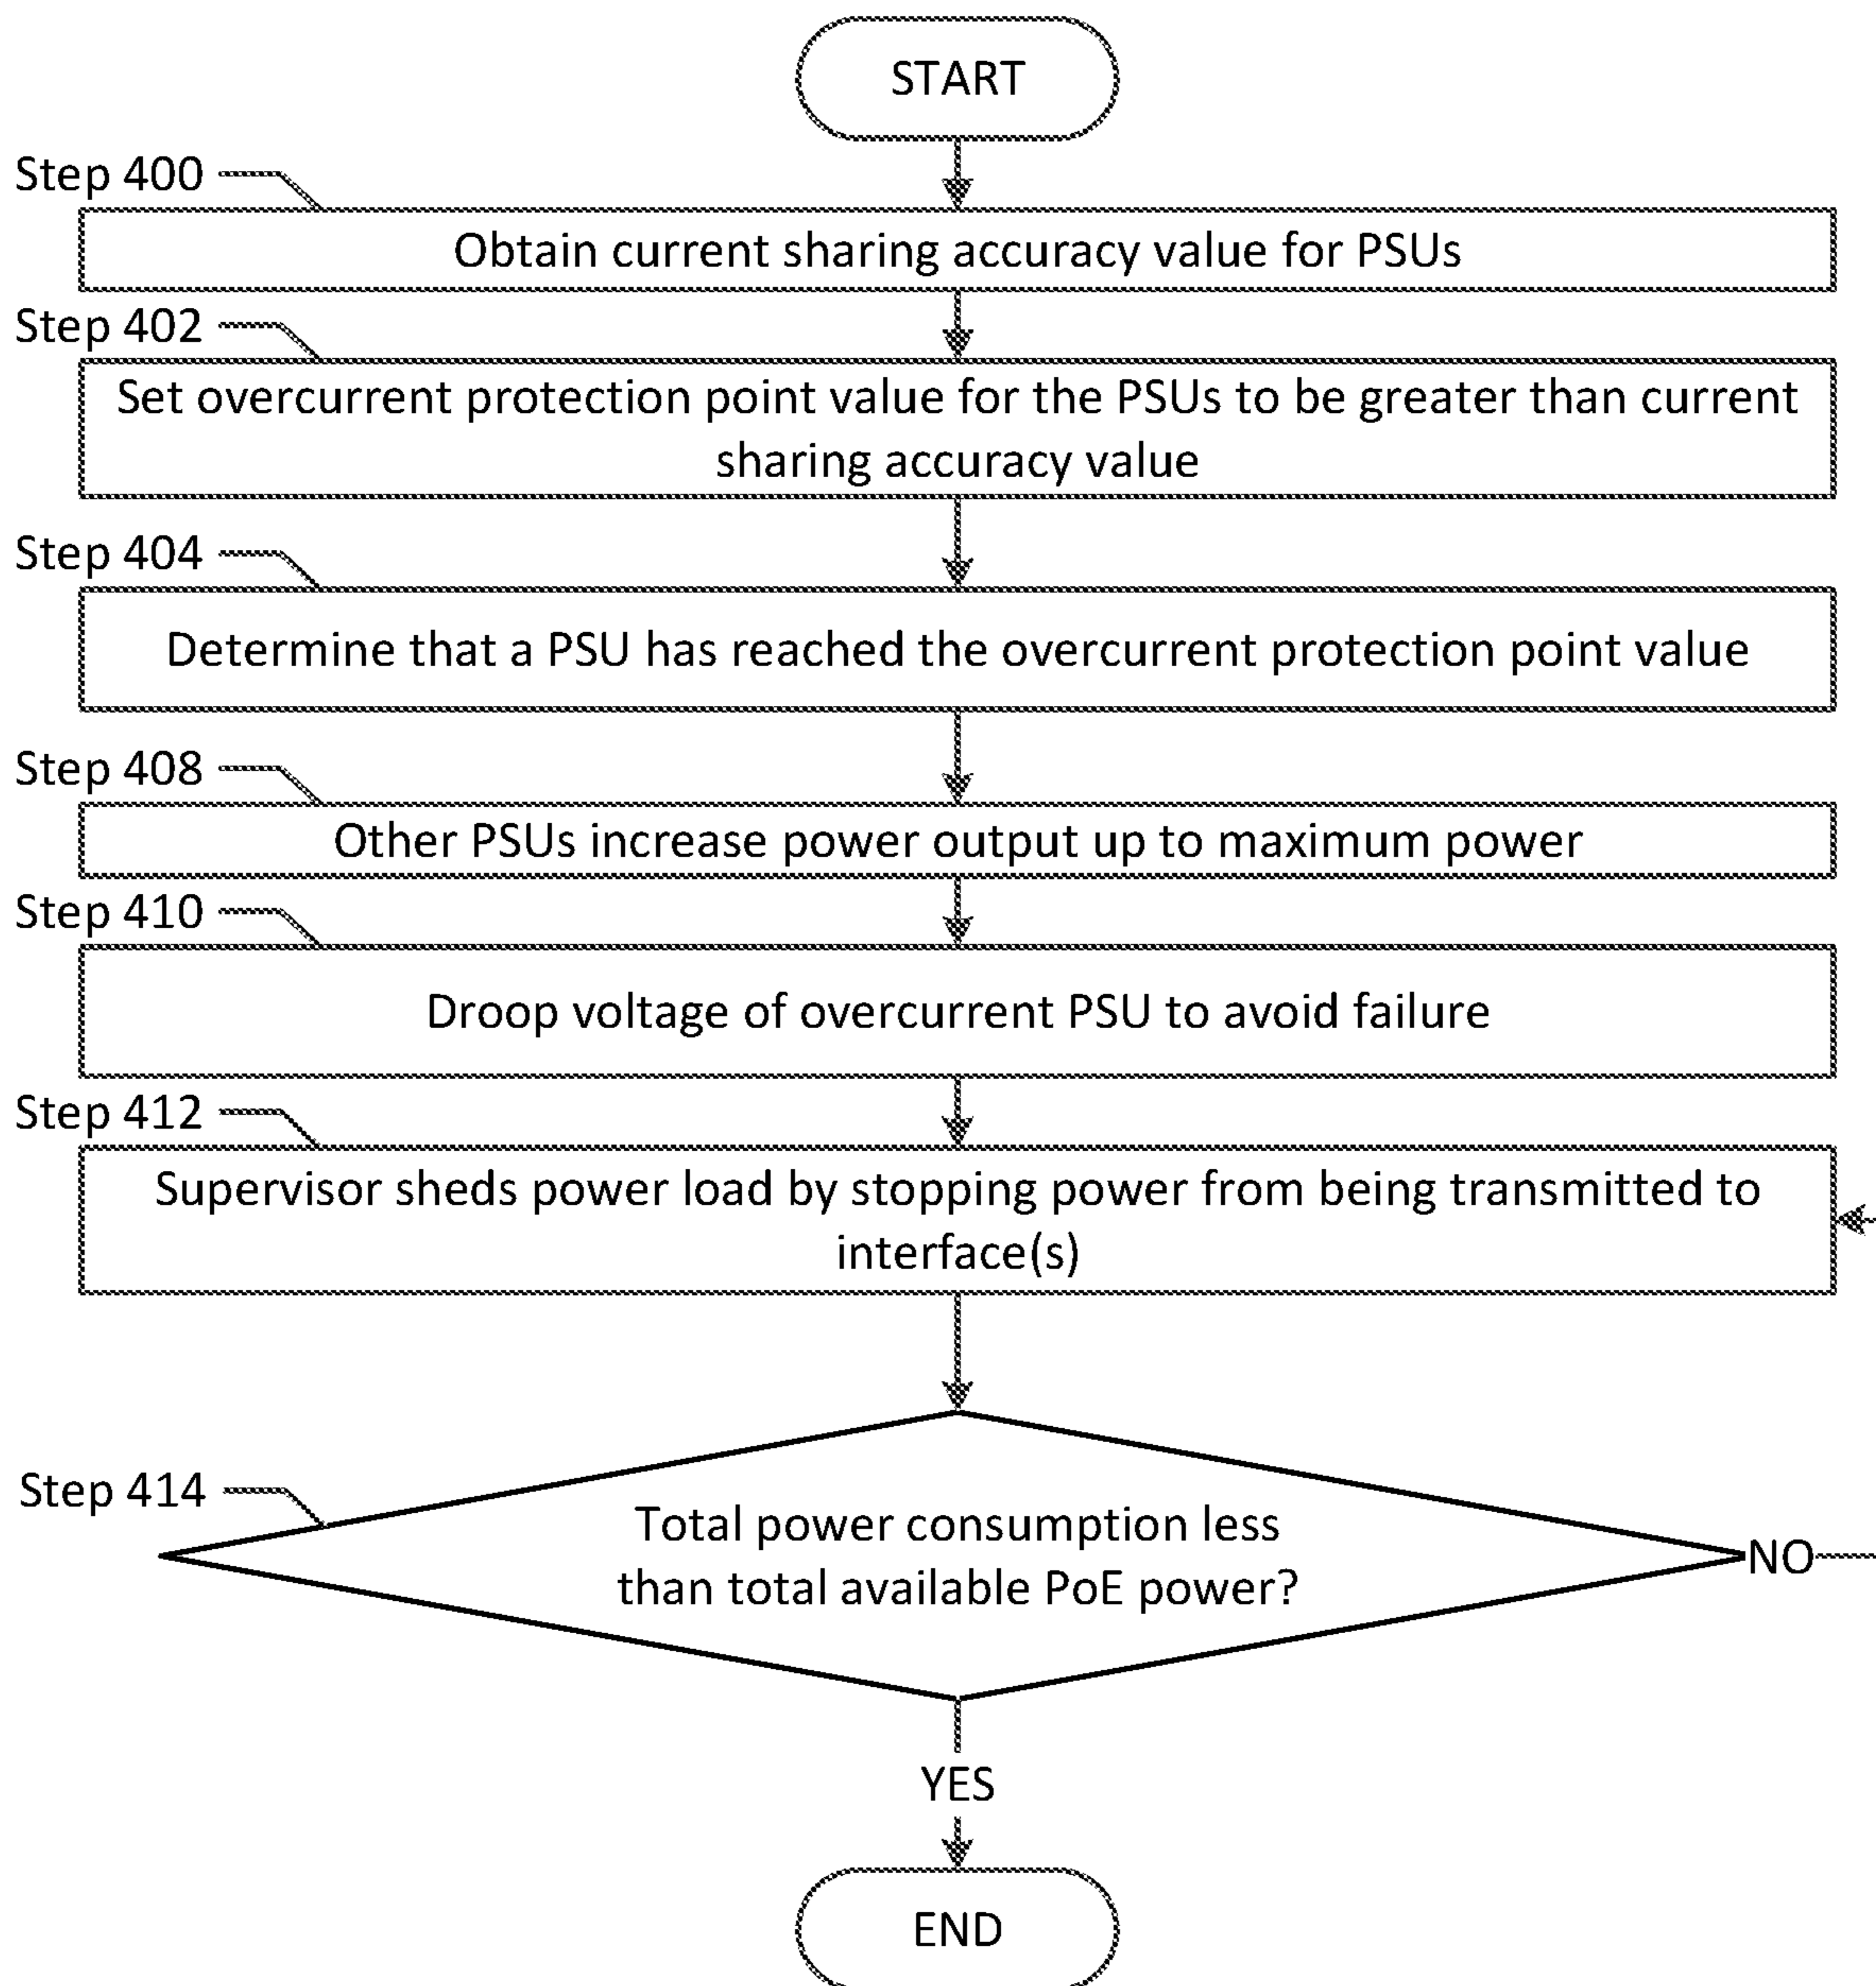 START
Step 400
Obtain current sharing accuracy value for PSUs
Step 402
Set overcurrent protection point value for the PSUs to be greater than current
sharing accuracy value
Step 404
Determine that a PSU has reached the overcurrent protection point value
Step 408
Other PSUs increase power output up to maximum power
Step 410
Droop voltage of overcurrent PSU to avoid failure
Step 412
Supervisor sheds power load by stopping power from being transmitted to
interface(s)
Step 414
Total power consumption less
than total available PoE power?
NO
YES
END